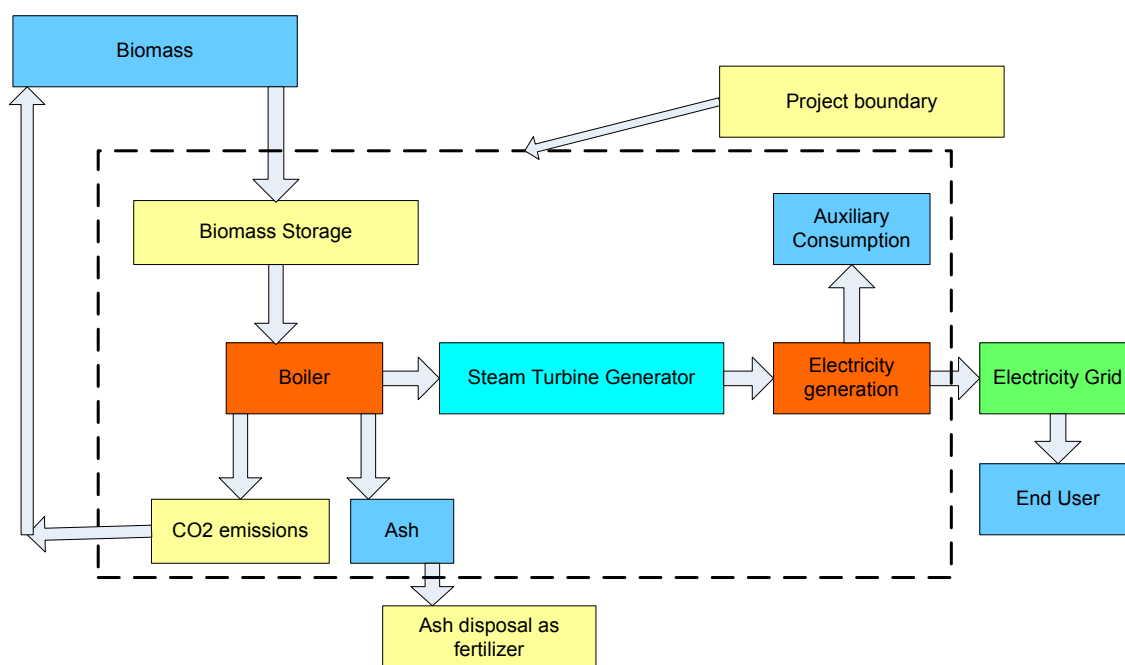 Biomass
Project boundary
Biomass Storage
Auxiliary
Consumption
Boiler
Steam Turbine Generator
Electricity
generation
Electricity Grid
CO2 emissions
Ash
End User
Ash disposal as
fertilizer